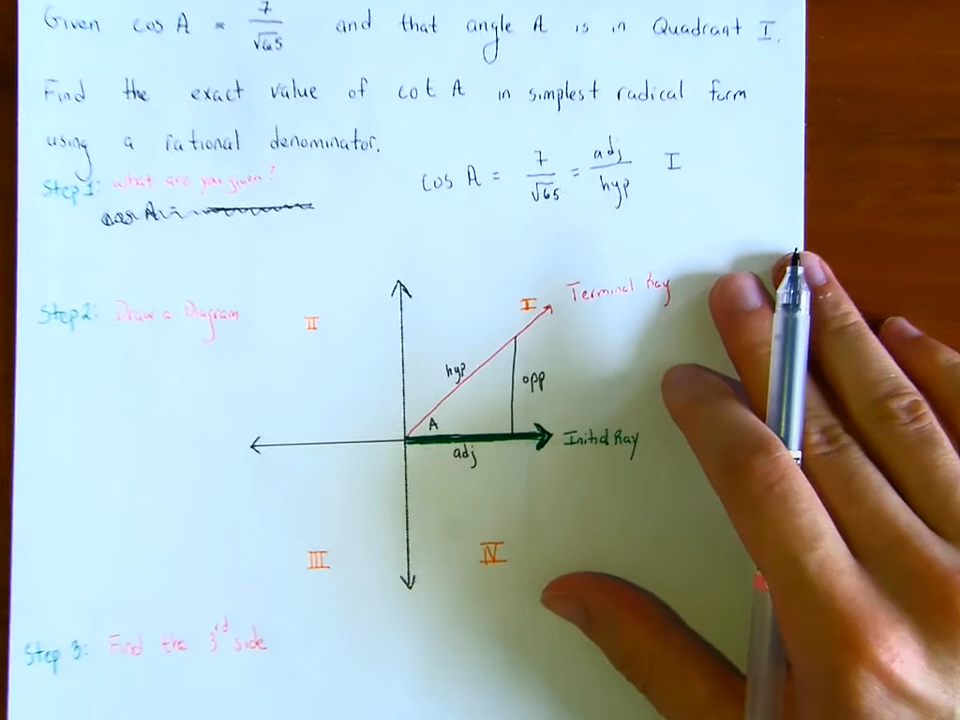 Given cos A = 7/√65 and that angle A is in Quadrant I.
Find the exact value of cot A in simplest radical form
using a rational denominator.
Step 1: What are you given?
cos A = 7/√65 = adj/hyp I
Step 2: Draw a Diagram
II
I
Terminal Ray
hyp
opp
A
adj
Initial Ray
III
IV
Step 3: Find the 3rd side